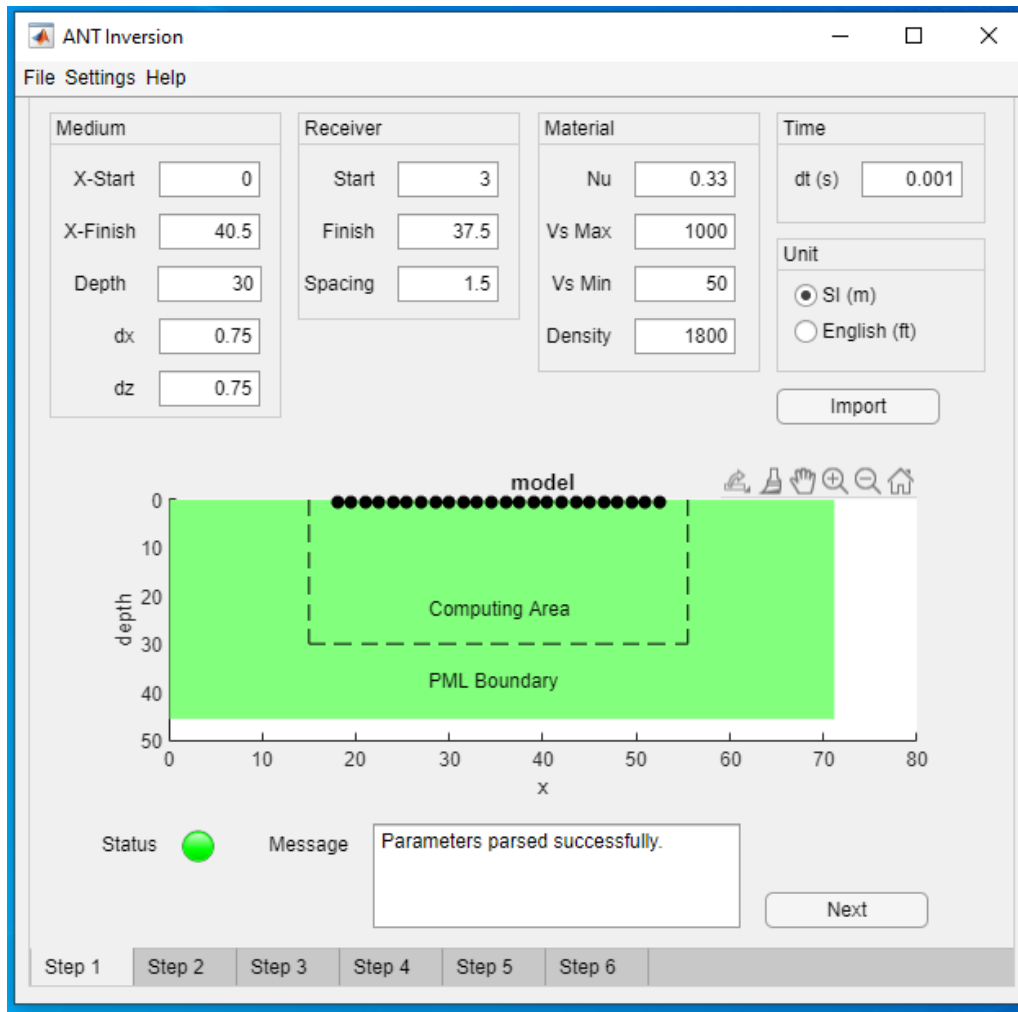 ANT Inversion
File Settings Help
Medium
X-Start 0
X-Finish 40.5
Depth 30
dx 0.75
dz 0.75
Receiver
Start 3
Finish 37.5
Spacing 1.5
Material
Nu 0.33
Vs Max 1000
Vs Min 50
Density 1800
Time
dt (s) 0.001
Unit
SI (m)
English (ft)
Import
model
0
10
20
30
40
50
depth
Computing Area
PML Boundary
0 10 20 30 40 50 60 70 80
x
Status
Message
Parameters parsed successfully.
Next
Step 1 Step 2 Step 3 Step 4 Step 5 Step 6